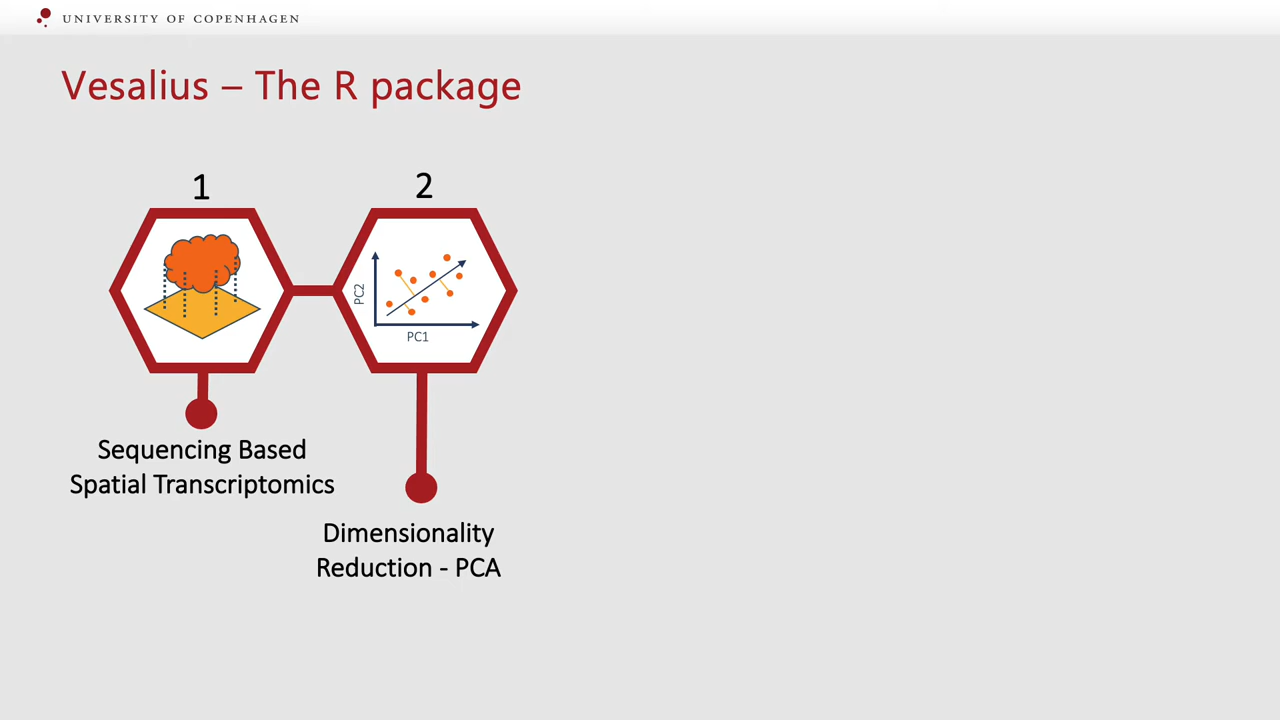 UNIVERSITY OF COPENHAGEN
Vesalius – The R package
1
2
PC2
PC1
Sequencing Based
Spatial Transcriptomics
Dimensionality
Reduction - PCA